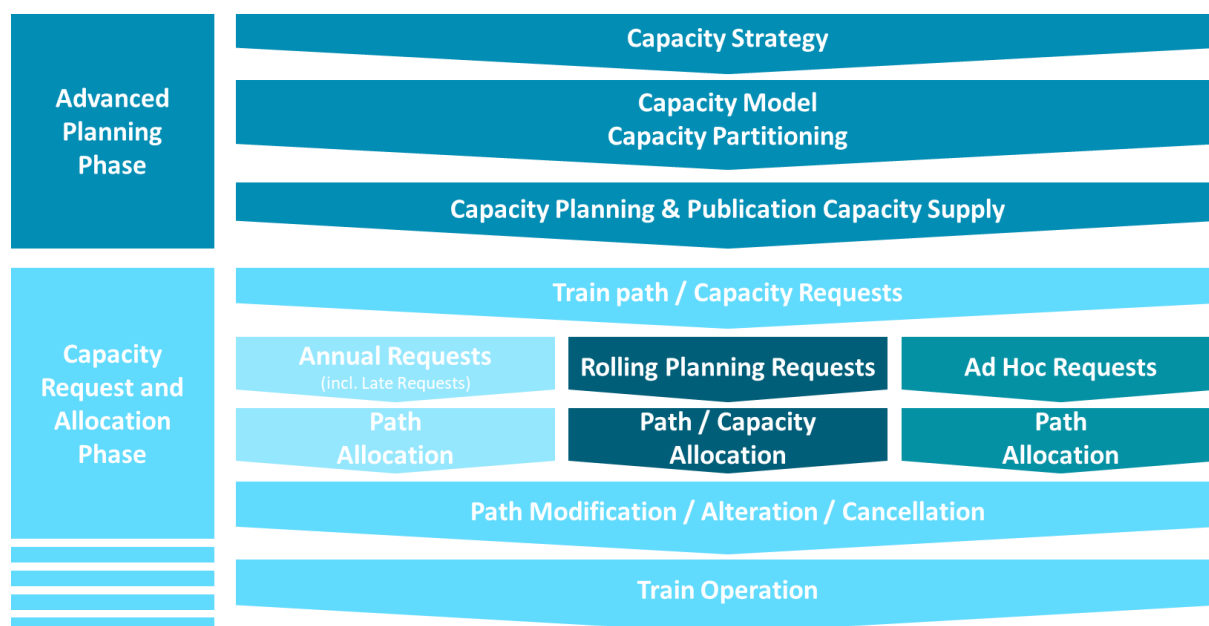 Advanced
Planning
Phase
Capacity Strategy
Capacity Model
Capacity Partitioning
Capacity Planning & Publication Capacity Supply
Capacity
Request and
Allocation
Phase
Train path / Capacity Requests
Annual Requests
(incl. Late Requests)
Rolling Planning Requests
Ad Hoc Requests
Path
Allocation
Path / Capacity
Allocation
Path
Allocation
Path Modification / Alteration / Cancellation
Train Operation